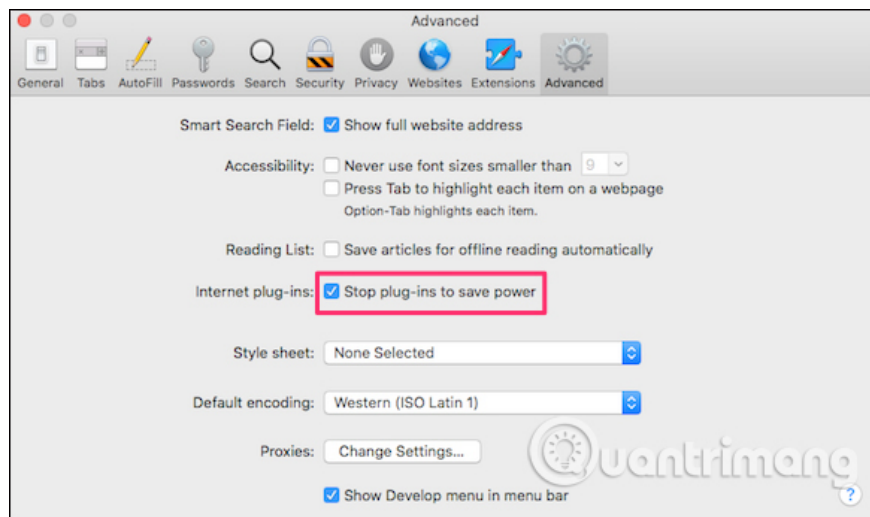 Advanced
General Tabs AutoFill Passwords Search Security Privacy Websites Extensions Advanced
Smart Search Field: Show full website address
Accessibility: Never use font sizes smaller than 9
Press Tab to highlight each item on a webpage
Option-Tab highlights each item.
Reading List: Save articles for offline reading automatically
Internet plug-ins: Stop plug-ins to save power
Style sheet: None Selected
Default encoding: Western (ISO Latin 1)
Proxies: Change Settings...
Quantrimang
Show Develop menu in menu bar
?